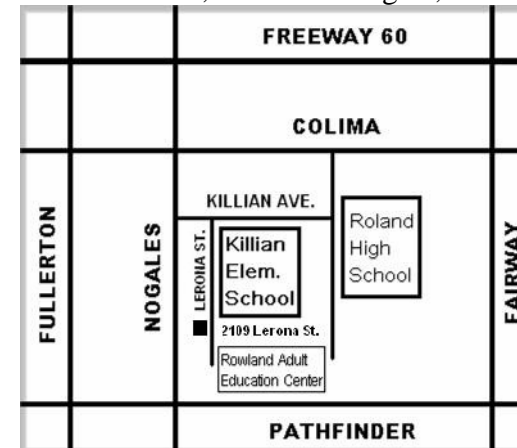 FREEWAY 60
COLIMA
KILLIAN AVE.
FULLERTON
NOGALES
LERONA ST.
Killian
Elem.
School
Roland
High
School
FAIRWAY
2109 Lerona St.
Rowland Adult
Education Center
PATHFINDER